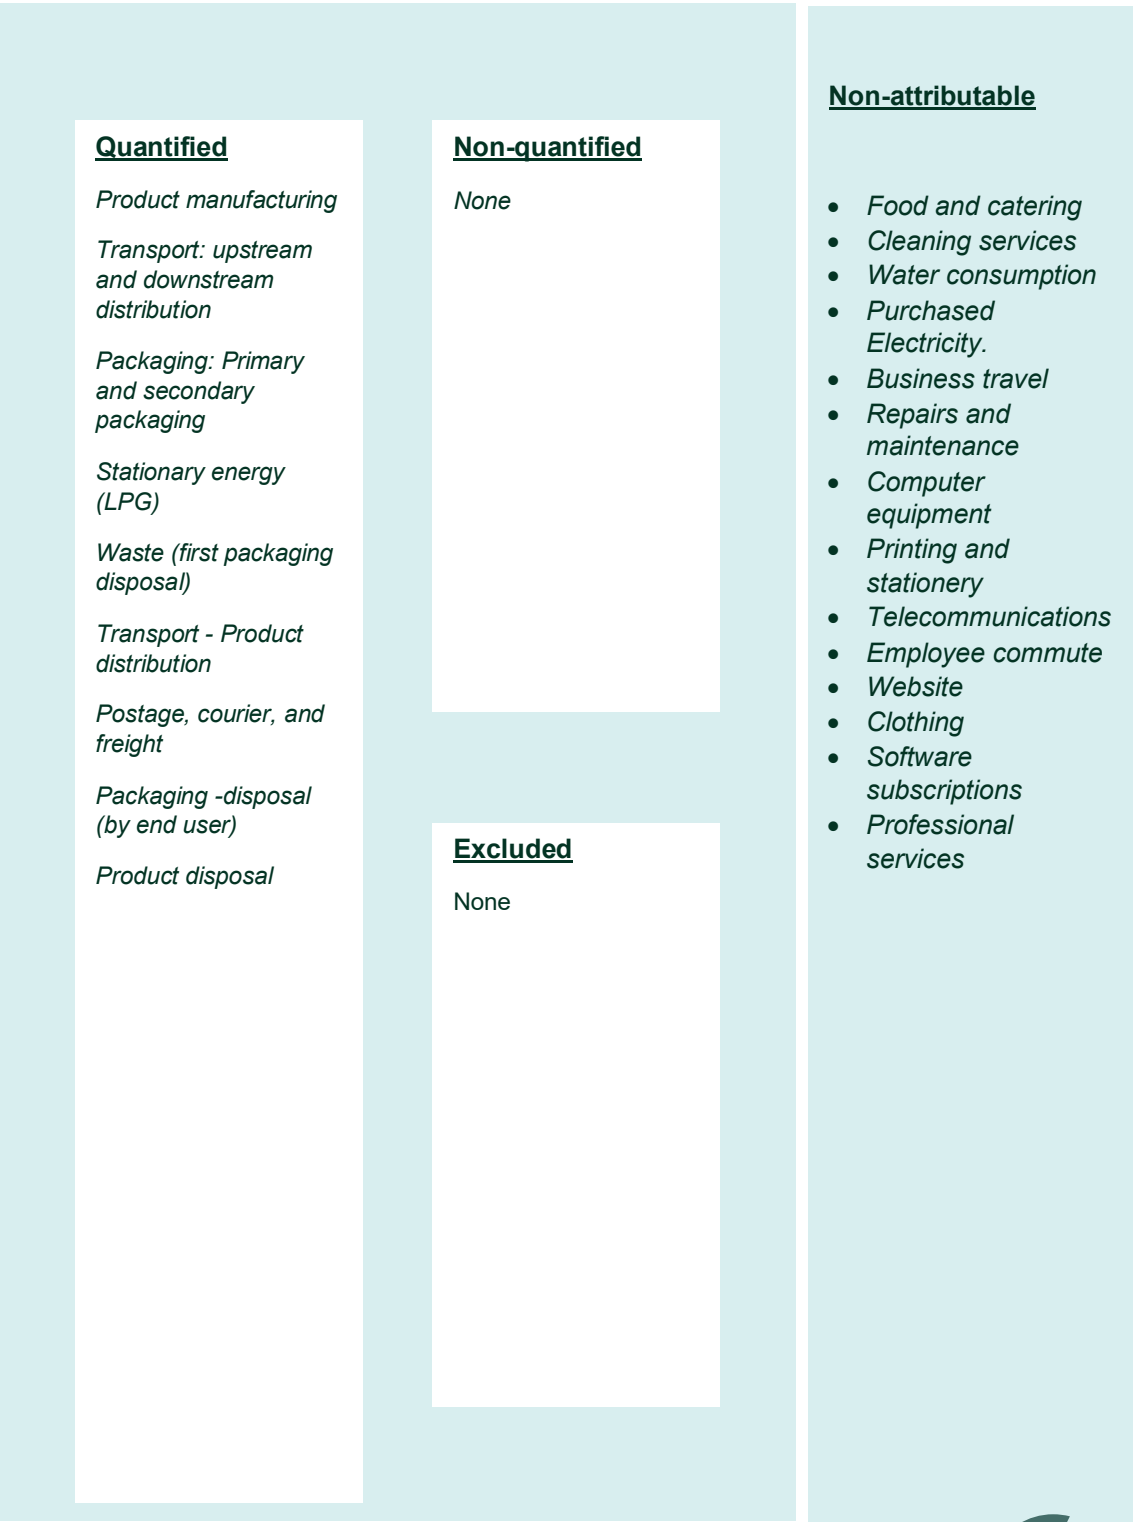 Quantified
Product manufacturing
Transport: upstream
and downstream
distribution
Packaging: Primary
and secondary
packaging
Stationary energy
(LPG)
Waste (first packaging
disposal)
Transport - Product
distribution
Postage, courier, and
freight
Packaging -disposal
(by end user)
Product disposal
Non-quantified
None
Excluded
None
Non-attributable
• Food and catering
• Cleaning services
• Water consumption
• Purchased
Electricity.
• Business travel
• Repairs and
maintenance
• Computer
equipment
• Printing and
stationery
• Telecommunications
• Employee commute
• Website
• Clothing
• Software
subscriptions
• Professional
services